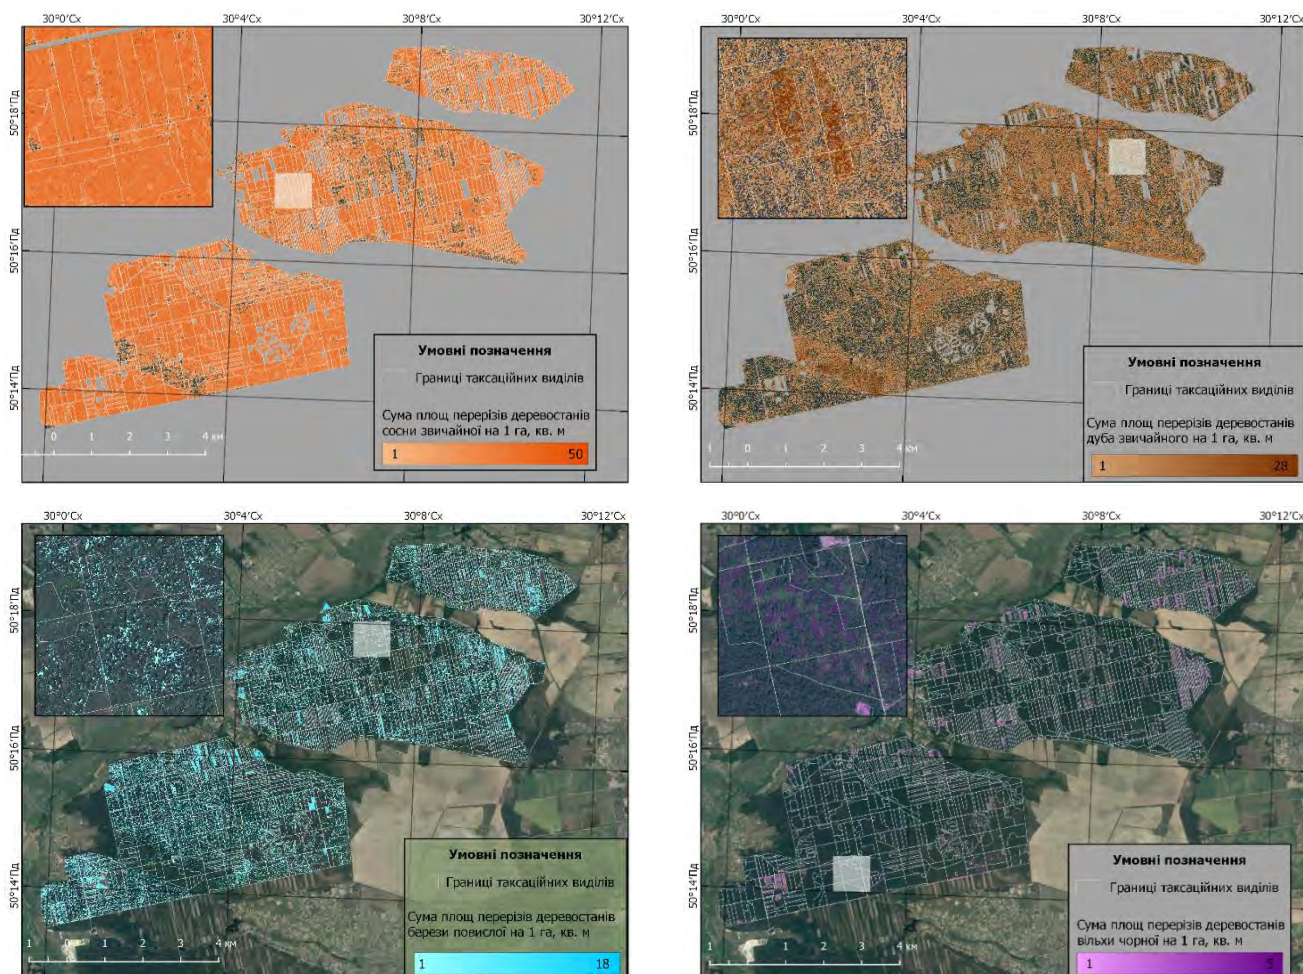 30°0′Сх 30°4′Сх 30°8′Сх 30°12′Сх
50°18′Пд
50°16′Пд
50°14′Пд
Умовні позначення
Границі таксаційних виділів
Сума площ перерізів деревостанів
сосни звичайної на 1 га, кв. м
1 50
0 1 2 4 км
30°0′Сх 30°4′Сх 30°8′Сх 30°12′Сх
50°18′Пд
50°16′Пд
50°14′Пд
Умовні позначення
Границі таксаційних виділів
Сума площ перерізів деревостанів
дуба звичайного на 1 га, кв. м
1 28
1 0 1 2 4 км
30°0′Сх 30°4′Сх 30°8′Сх 30°12′Сх
50°18′Пд
50°16′Пд
50°14′Пд
Умовні позначення
Границі таксаційних виділів
Сума площ перерізів деревостанів
берези повислої на 1 га, кв. м
1 18
1 0 1 2 4 км
30°0′Сх 30°4′Сх 30°8′Сх 30°12′Сх
50°18′Пд
50°16′Пд
50°14′Пд
Умовні позначення
Границі таксаційних виділів
Сума площ перерізів деревостанів
вільхи чорної на 1 га, кв. м
1
1 0 1 2 4 км